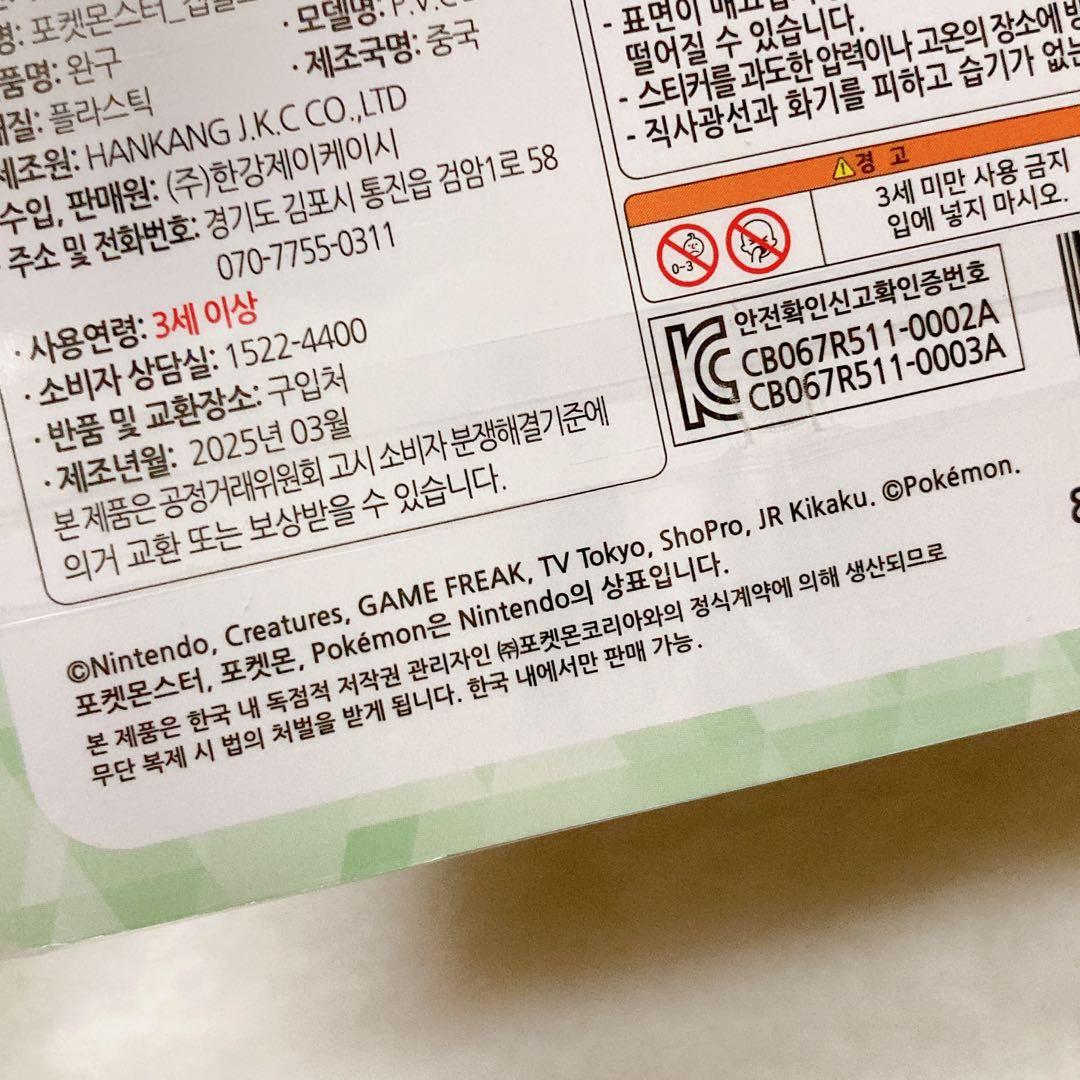 포켓몬스터_
· 모델명:
품명: 완구
· 제조국명: 중국
재질: 플라스틱
제조원: HANKANG J.K.C CO.,LTD
수입, 판매원: (주)한강제이케이시
· 주소 및 전화번호: 경기도 김포시 통진읍 검암1로 58
070-7755-0311
· 사용연령: 3세 이상
· 소비자 상담실: 1522-4400
· 반품 및 교환장소: 구입처
· 제조년월: 2025년 03월
본 제품은 공정거래위원회 고시 소비자 분쟁해결기준에
의거 교환 또는 보상받을 수 있습니다.
- 표면이
떨어질 수 있습니다.
- 스티커를 과도한 압력이나 고온의 장소에
- 직사광선과 화기를 피하고 습기가 없는
경 고
0-3
3세 미만 사용 금지
입에 넣지 마시오.
안전확인신고확인증번호
CB067R511-0002A
CB067R511-0003A
©Nintendo, Creatures, GAME FREAK, TV Tokyo, ShoPro, JR Kikaku. ©Pokémon.
포켓몬스터, 포켓몬, Pokémon은 Nintendo의 상표입니다.
본 제품은 한국 내 독점적 저작권 관리자인 ㈜포켓몬코리아와의 정식계약에 의해 생산되므로
무단 복제 시 법의 처벌을 받게 됩니다. 한국 내에서만 판매 가능.